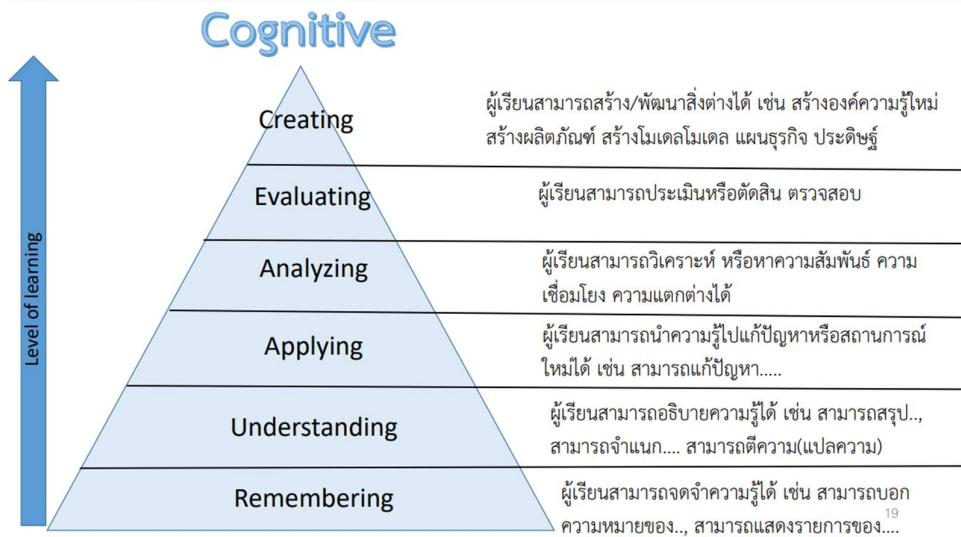 Cognitive
Level of learning
Creating
ผู้เรียนสามารถสร้าง/พัฒนาสิ่งต่างได้ เช่น สร้างองค์ความรู้ใหม่
สร้างผลิตภัณฑ์ สร้างโมเดลโมเดล แผนธุรกิจ ประดิษฐ์
Evaluating
ผู้เรียนสามารถประเมินหรือตัดสิน ตรวจสอบ
Analyzing
ผู้เรียนสามารถวิเคราะห์ หรือหาความสัมพันธ์ ความ
เชื่อมโยง ความแตกต่างได้
Applying
ผู้เรียนสามารถนำความรู้ไปแก้ปัญหาหรือสถานการณ์
ใหม่ได้ เช่น สามารถแก้ปัญหา.....
Understanding
ผู้เรียนสามารถอธิบายความรู้ได้ เช่น สามารถสรุป..,
สามารถจำแนก.... สามารถตีความ(แปลความ)
Remembering
ผู้เรียนสามารถจดจำความรู้ได้ เช่น สามารถบอก
ความหมายของ.., สามารถแสดงรายการของ....
19